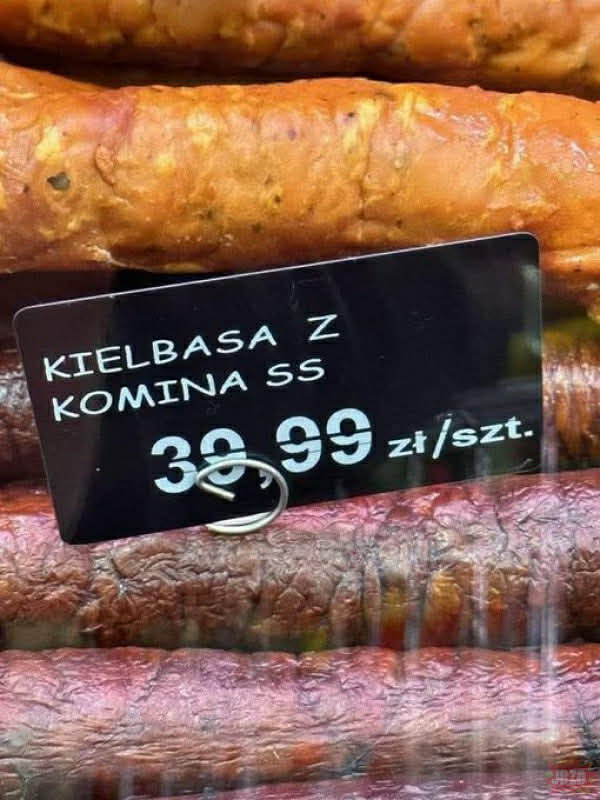 KIELBASA Z
KOMINA SS
39,99 zł/szt.